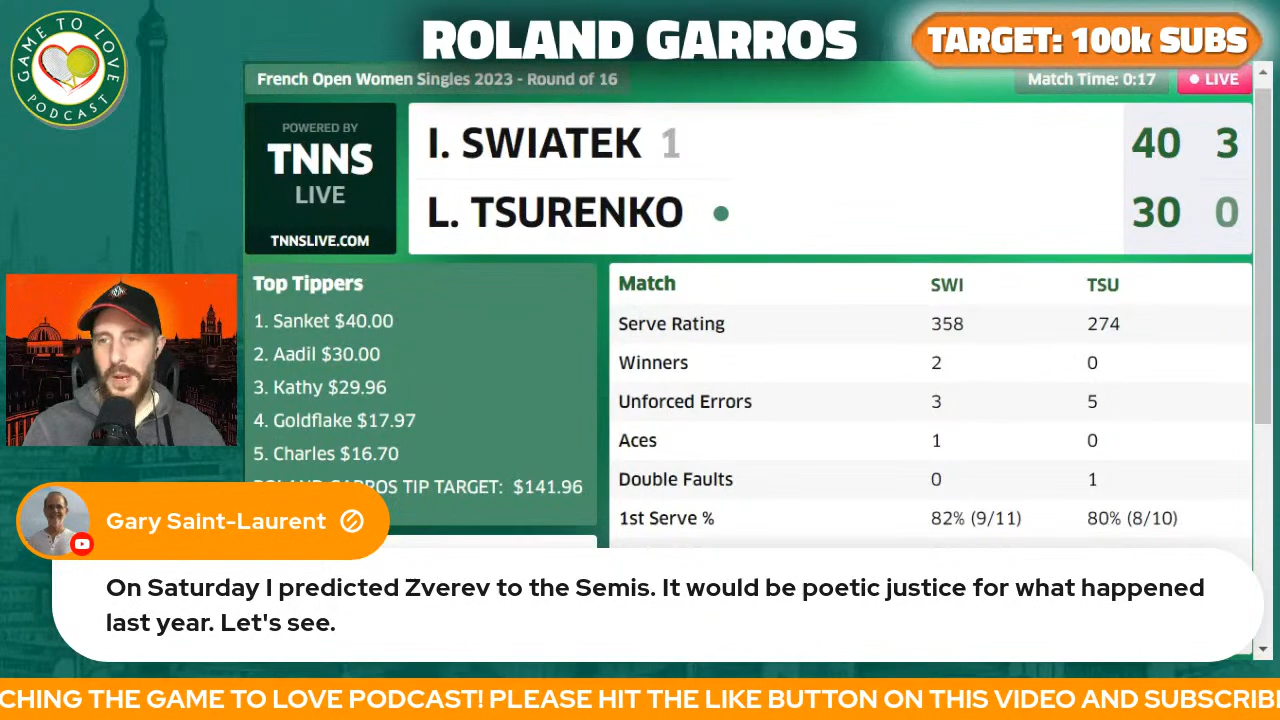 GAME TO LOVE
PODCAST
ROLAND GARROS
TARGET: 100k SUBS
French Open Women Singles 2023 - Round of 16
Match Time: 0:17
LIVE
POWERED BY
TNNS
LIVE
TNNSLIVE.COM
I. SWIATEK 1 40 3
L. TSURENKO 30 0
Top Tippers
1. Sanket $40.00
2. Aadil $30.00
3. Kathy $29.96
4. Goldflake $17.97
5. Charles $16.70
ROLAND GARROS TIP TARGET: $141.96
Match SWI TSU
Serve Rating 358 274
Winners 2 0
Unforced Errors 3 5
Aces 1 0
Double Faults 0 1
1st Serve % 82% (9/11) 80% (8/10)
Gary Saint-Laurent
On Saturday I predicted Zverev to the Semis. It would be poetic justice for what happened
last year. Let's see.
CHING THE GAME TO LOVE PODCAST! PLEASE HIT THE LIKE BUTTON ON THIS VIDEO AND SUBSCRIB